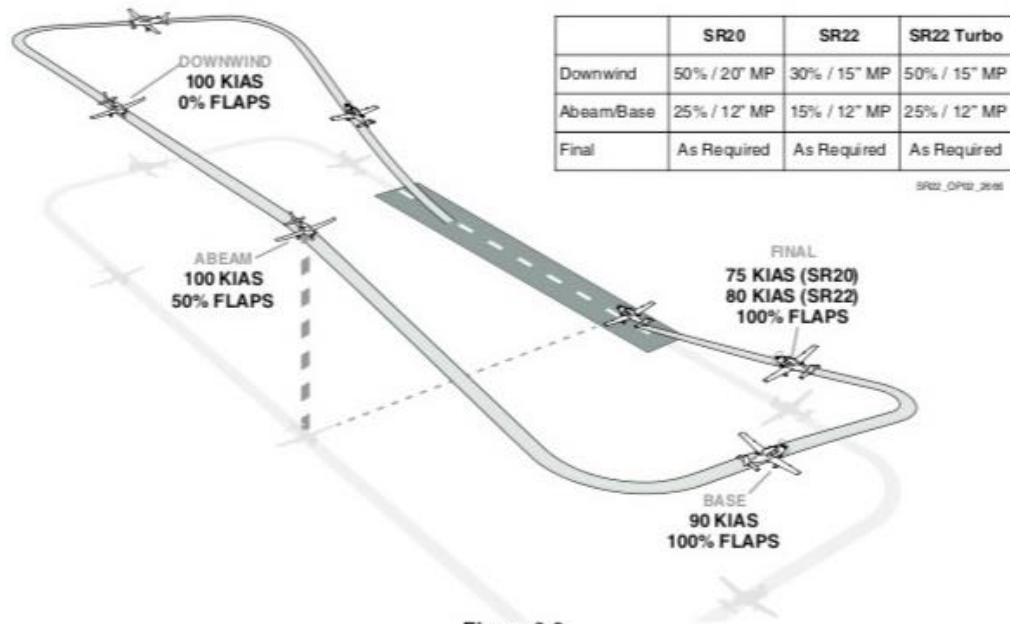 SR20 SR22 SR22 Turbo
Downwind 50% / 20" MP 30% / 15" MP 50% / 15" MP
Abeam/Base 25% / 12" MP 15% / 12" MP 25% / 12" MP
Final As Required As Required As Required
DOWNWIND
100 KIAS
0% FLAPS
ABEAM
100 KIAS
50% FLAPS
FINAL
75 KIAS (SR20)
80 KIAS (SR22)
100% FLAPS
BASE
90 KIAS
100% FLAPS